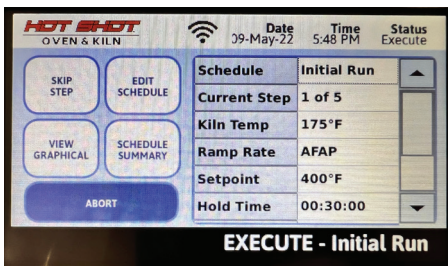 HOT SHOT
OVEN & KILN
Date
09-May-22
Time
5:48 PM
Status
Execute
SKIP
STEP
EDIT
SCHEDULE
VIEW
GRAPHICAL
SCHEDULE
SUMMARY
ABORT
Schedule Initial Run
Current Step 1 of 5
Kiln Temp 175°F
Ramp Rate AFAP
Setpoint 400°F
Hold Time 00:30:00
EXECUTE - Initial Run